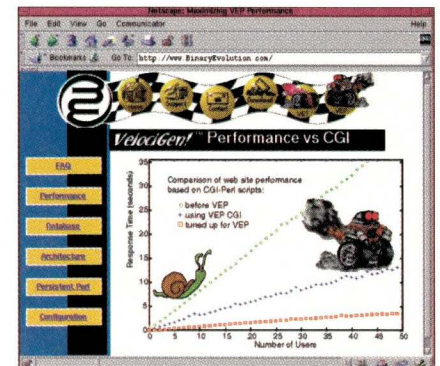 Netscape: Maximizing VEP Performance
File Edit View Go Communicator Help
Bookmarks Go To: http://www.BinaryEvolution.com/
VelociGen!™ Performance vs CGI
FAQ
Performance
Database
Architecture
Persistent Perl
Configuration
Comparison of web site performance
based on CGI-Perl scripts:
before VEP
using VEP CGI
tuned up for VEP
Response Time (seconds)
35
30
25
20
15
10
5
0
0 5 10 15 20 25 30 35 40 45 50
Number of Users